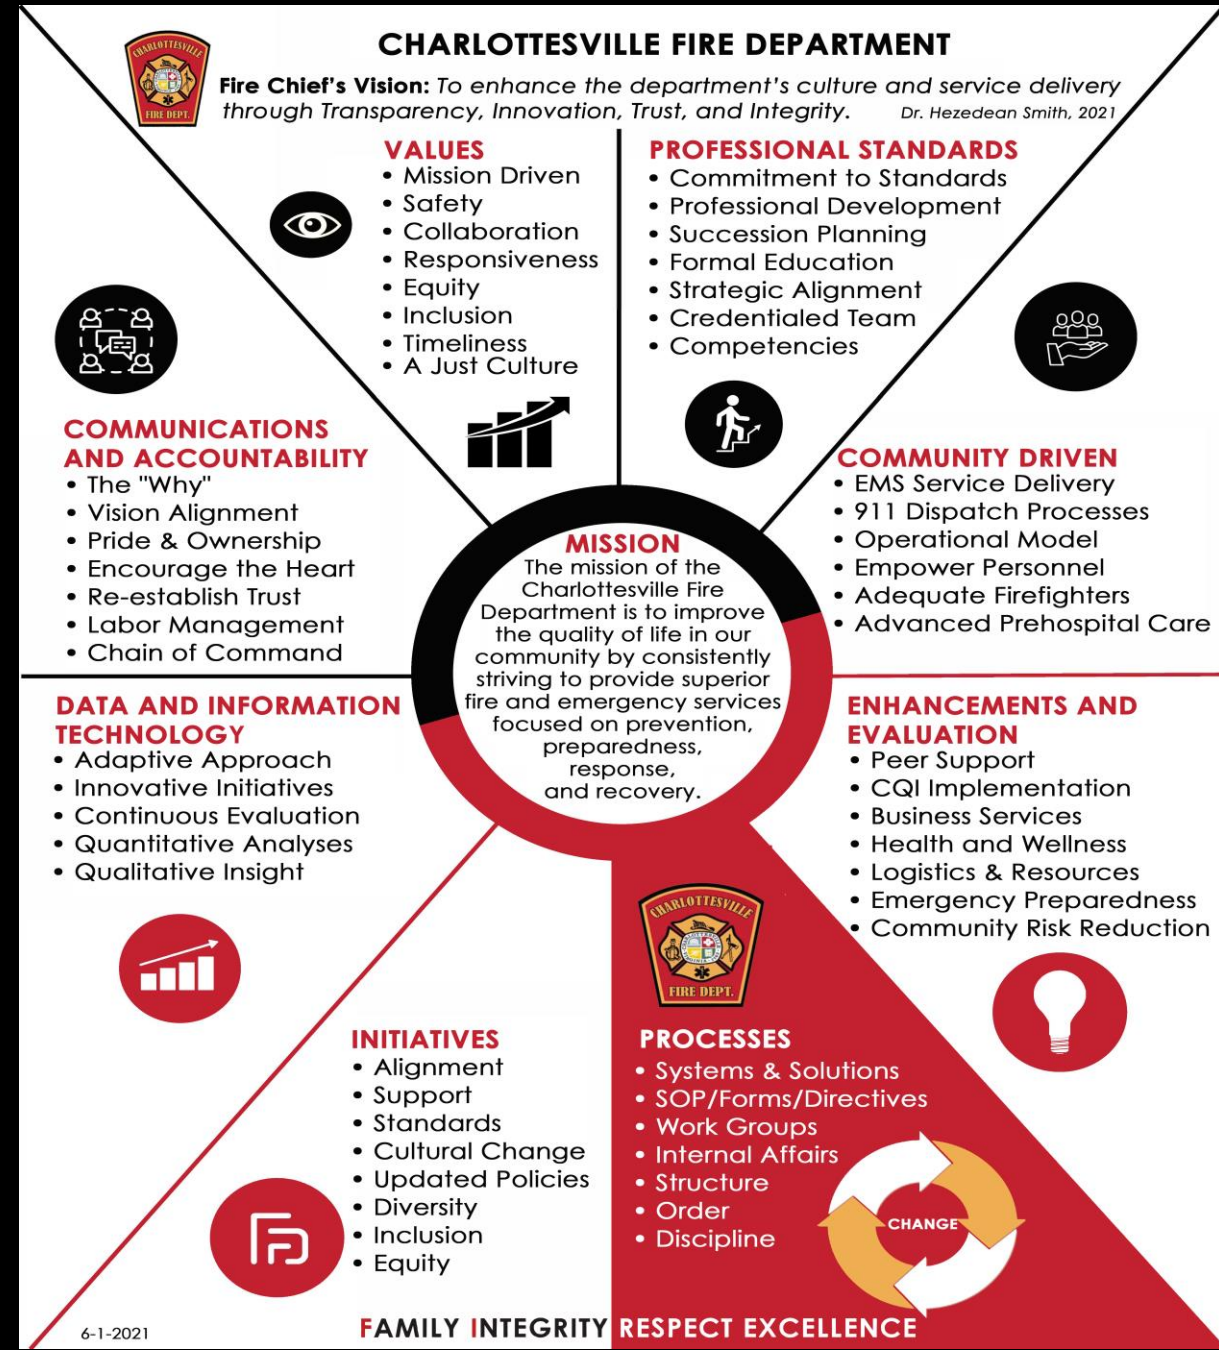 CHARLOTTESVILLE FIRE DEPARTMENT
CHARLOTTESVILLE
FIRE DEPT.
Fire Chief's Vision: To enhance the department's culture and service delivery
through Transparency, Innovation, Trust, and Integrity.
Dr. Hezedean Smith, 2021
VALUES
• Mission Driven
• Safety
• Collaboration
• Responsiveness
• Equity
• Inclusion
• Timeliness
• A Just Culture
PROFESSIONAL STANDARDS
• Commitment to Standards
• Professional Development
• Succession Planning
• Formal Education
• Strategic Alignment
• Credentialed Team
• Competencies
COMMUNICATIONS
AND ACCOUNTABILITY
• The "Why"
• Vision Alignment
• Pride & Ownership
• Encourage the Heart
• Re-establish Trust
• Labor Management
• Chain of Command
COMMUNITY DRIVEN
• EMS Service Delivery
• 911 Dispatch Processes
• Operational Model
• Empower Personnel
• Adequate Firefighters
• Advanced Prehospital Care
MISSION
The mission of the
Charlottesville Fire
Department is to improve
the quality of life in our
community by consistently
striving to provide superior
fire and emergency services
focused on prevention,
preparedness,
response,
and recovery.
DATA AND INFORMATION
TECHNOLOGY
• Adaptive Approach
• Innovative Initiatives
• Continuous Evaluation
• Quantitative Analyses
• Qualitative Insight
ENHANCEMENTS AND
EVALUATION
• Peer Support
• CQI Implementation
• Business Services
• Health and Wellness
• Logistics & Resources
• Emergency Preparedness
• Community Risk Reduction
INITIATIVES
• Alignment
• Support
• Standards
• Cultural Change
• Updated Policies
• Diversity
• Inclusion
• Equity
CHARLOTTESVILLE
FIRE DEPT.
PROCESSES
• Systems & Solutions
• SOP/Forms/Directives
• Work Groups
• Internal Affairs
• Structure
• Order
• Discipline
CHANGE
6-1-2021
FAMILY INTEGRITY RESPECT EXCELLENCE